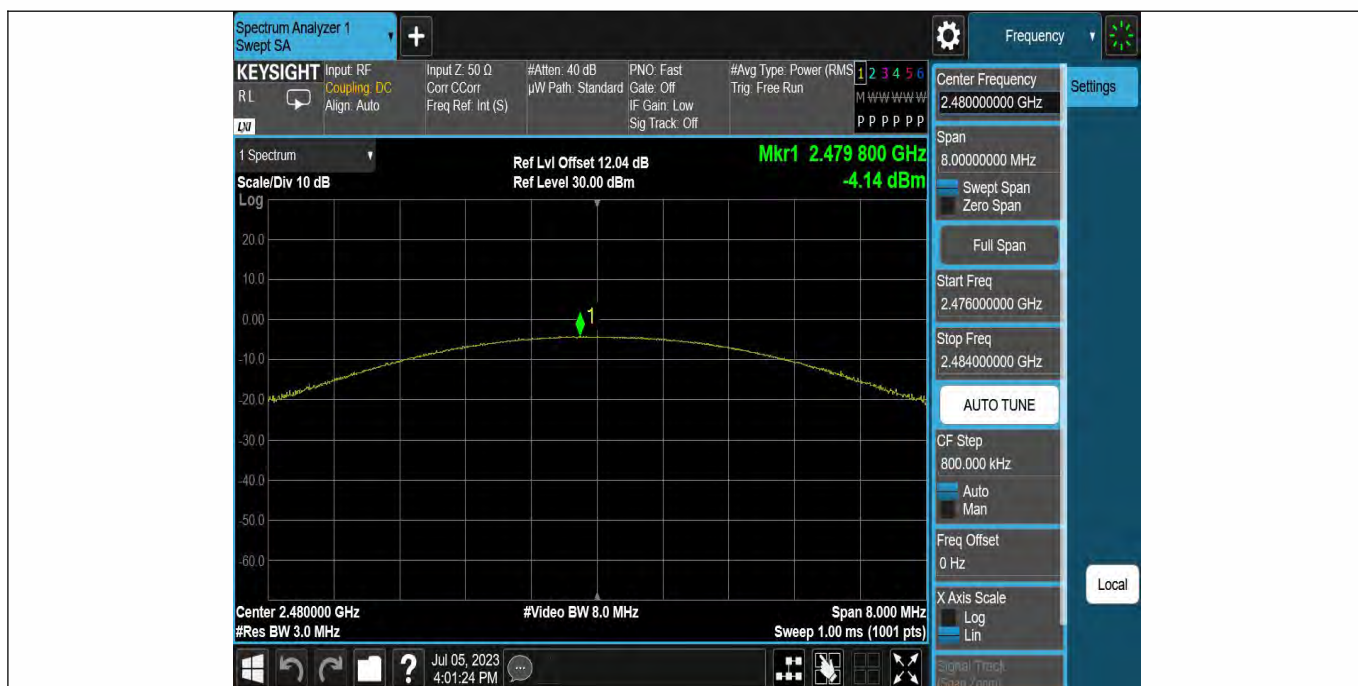 Spectrum Analyzer 1
Swept SA
+
Frequency
KEYSIGHT
RL
LXI
Input: RF
Coupling: DC
Align: Auto
Input Z: 50 Ω
Corr CCorr
Freq Ref: Int (S)
#Atten: 40 dB
µW Path: Standard
PNO: Fast
Gate: Off
IF Gain: Low
Sig Track: Off
#Avg Type: Power (RMS
Trig: Free Run
1 2 3 4 5 6
M W W W W W
P P P P P P
1 Spectrum
Scale/Div 10 dB
Log
Ref Lvl Offset 12.04 dB
Ref Level 30.00 dBm
Mkr1 2.479 800 GHz
-4.14 dBm
20.0
10.0
0.00
-10.0
-20.0
-30.0
-40.0
-50.0
-60.0
1
Center 2.480000 GHz
#Res BW 3.0 MHz
#Video BW 8.0 MHz
Span 8.000 MHz
Sweep 1.00 ms (1001 pts)
?
Jul 05, 2023
4:01:24 PM
Center Frequency
2.480000000 GHz
Settings
Span
8.00000000 MHz
Swept Span
Zero Span
Full Span
Start Freq
2.476000000 GHz
Stop Freq
2.484000000 GHz
AUTO TUNE
CF Step
800.000 kHz
Auto
Man
Freq Offset
0 Hz
X Axis Scale
Log
Lin
Local
Signal Track
(Span Zoom)